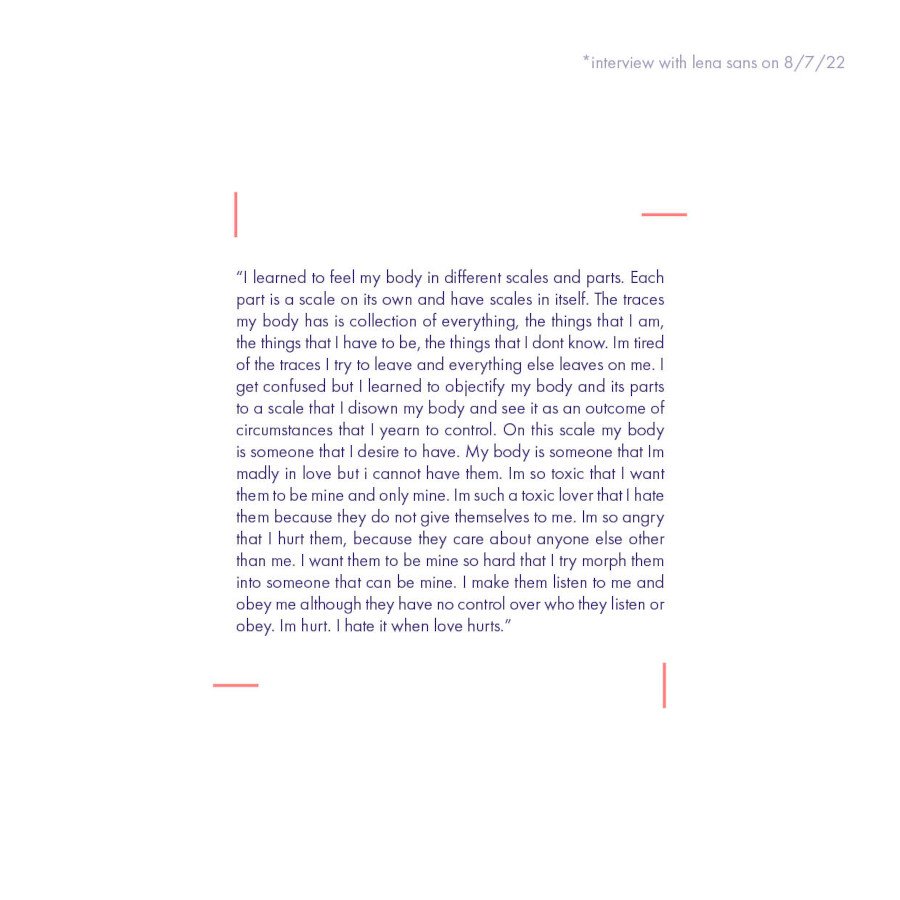 *interview with lena sans on 8/7/22
“I learned to feel my body in different scales and parts. Each
part is a scale on its own and have scales in itself. The traces
my body has is collection of everything, the things that I am,
the things that I have to be, the things that I dont know. Im tired
of the traces I try to leave and everything else leaves on me. I
get confused but I learned to objectify my body and its parts
to a scale that I disown my body and see it as an outcome of
circumstances that I yearn to control. On this scale my body
is someone that I desire to have. My body is someone that Im
madly in love but i cannot have them. Im so toxic that I want
them to be mine and only mine. Im such a toxic lover that I hate
them because they do not give themselves to me. Im so angry
that I hurt them, because they care about anyone else other
than me. I want them to be mine so hard that I try morph them
into someone that can be mine. I make them listen to me and
obey me although they have no control over who they listen or
obey. Im hurt. I hate it when love hurts.”